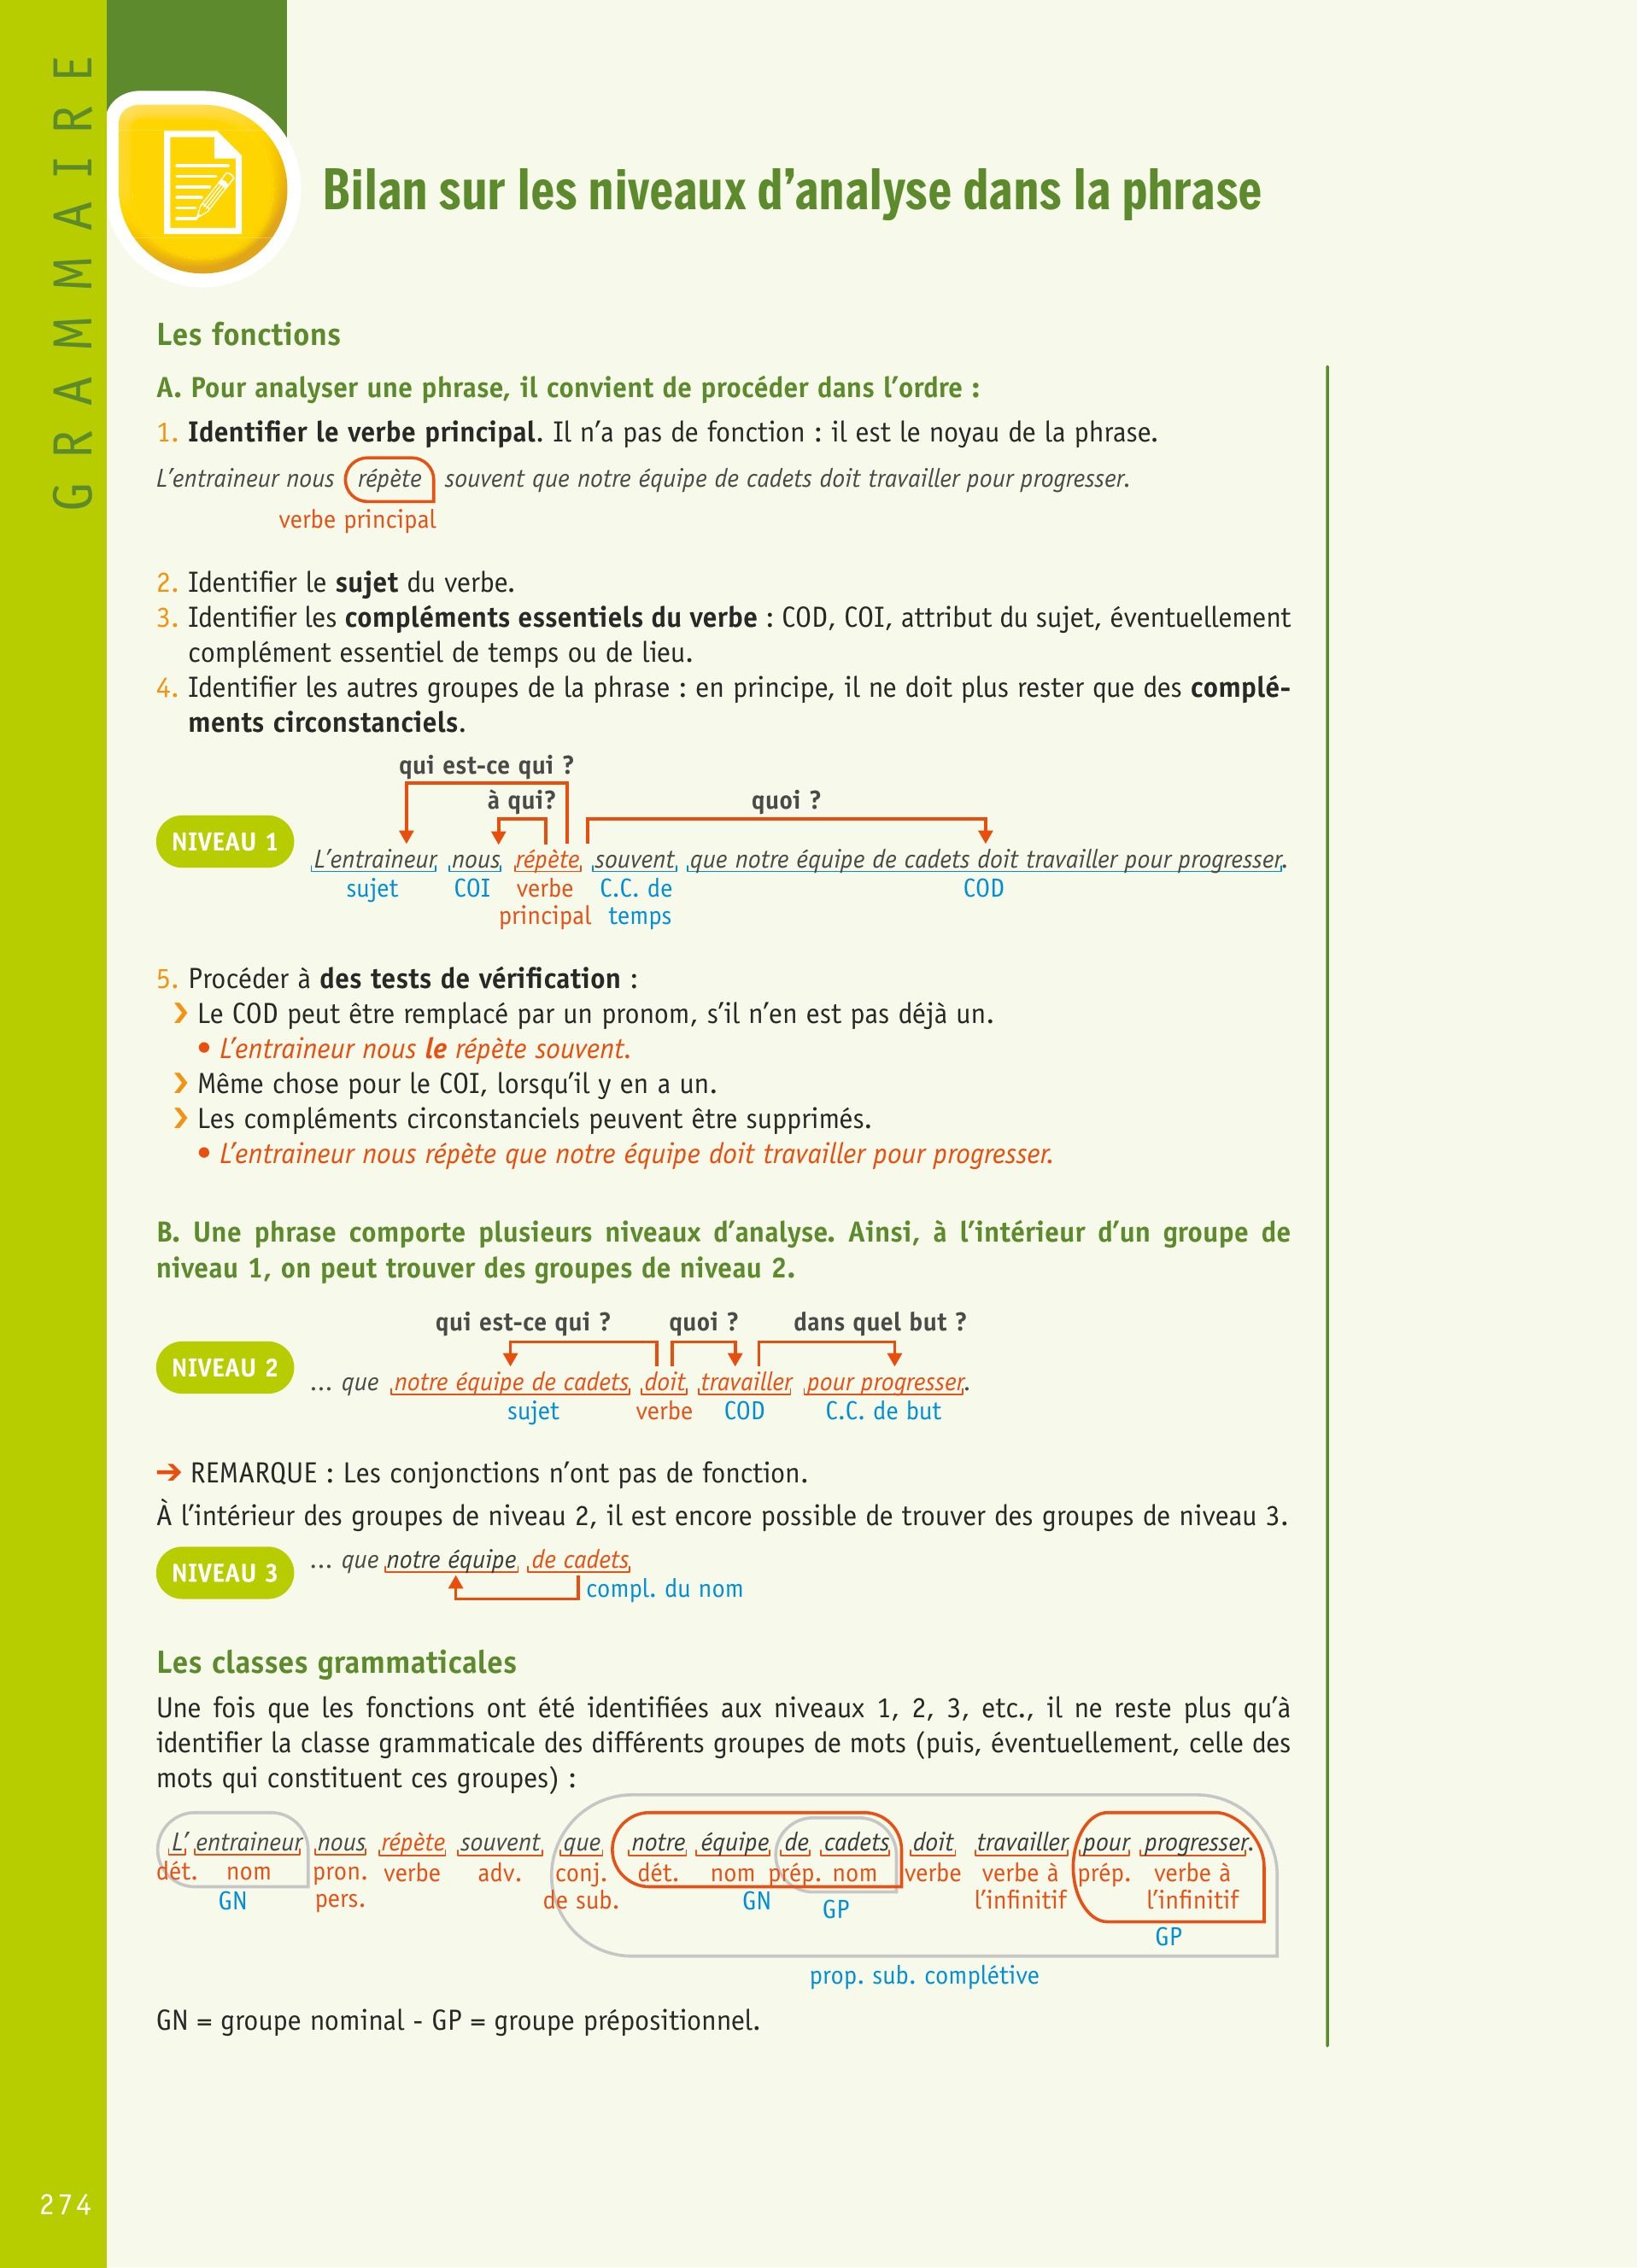 GRAMMAIRE
Bilan sur les niveaux d’analyse dans la phrase
Les fonctions
A. Pour analyser une phrase, il convient de procéder dans l’ordre :
1. Identifier le verbe principal. Il n’a pas de fonction : il est le noyau de la phrase.
L’entraineur nous répète souvent que notre équipe de cadets doit travailler pour progresser.
verbe principal
2. Identifier le sujet du verbe.
3. Identifier les compléments essentiels du verbe : COD, COI, attribut du sujet, éventuellement
complément essentiel de temps ou de lieu.
4. Identifier les autres groupes de la phrase : en principe, il ne doit plus rester que des complé-
ments circonstanciels.
qui est-ce qui ?
à qui? quoi ?
NIVEAU 1
L’entraineur nous répète souvent que notre équipe de cadets doit travailler pour progresser.
sujet COI verbe C.C. de COD
principal temps
5. Procéder à des tests de vérification :
❯ Le COD peut être remplacé par un pronom, s’il n’en est pas déjà un.
• L’entraineur nous le répète souvent.
❯ Même chose pour le COI, lorsqu’il y en a un.
❯ Les compléments circonstanciels peuvent être supprimés.
• L’entraineur nous répète que notre équipe doit travailler pour progresser.
B. Une phrase comporte plusieurs niveaux d’analyse. Ainsi, à l’intérieur d’un groupe de
niveau 1, on peut trouver des groupes de niveau 2.
qui est-ce qui ? quoi ? dans quel but ?
NIVEAU 2
... que notre équipe de cadets doit travailler pour progresser.
sujet verbe COD C.C. de but
➔ REMARQUE : Les conjonctions n’ont pas de fonction.
À l’intérieur des groupes de niveau 2, il est encore possible de trouver des groupes de niveau 3.
NIVEAU 3
... que notre équipe de cadets
compl. du nom
Les classes grammaticales
Une fois que les fonctions ont été identifiées aux niveaux 1, 2, 3, etc., il ne reste plus qu’à
identifier la classe grammaticale des différents groupes de mots (puis, éventuellement, celle des
mots qui constituent ces groupes) :
L’ entraineur nous répète souvent que notre équipe de cadets doit travailler pour progresser.
dét. nom pron. verbe adv. conj. dét. nom prép. nom verbe verbe à prép. verbe à
GN pers. de sub. GN GP l’infinitif l’infinitif
GP
prop. sub. complétive
GN = groupe nominal - GP = groupe prépositionnel.
274